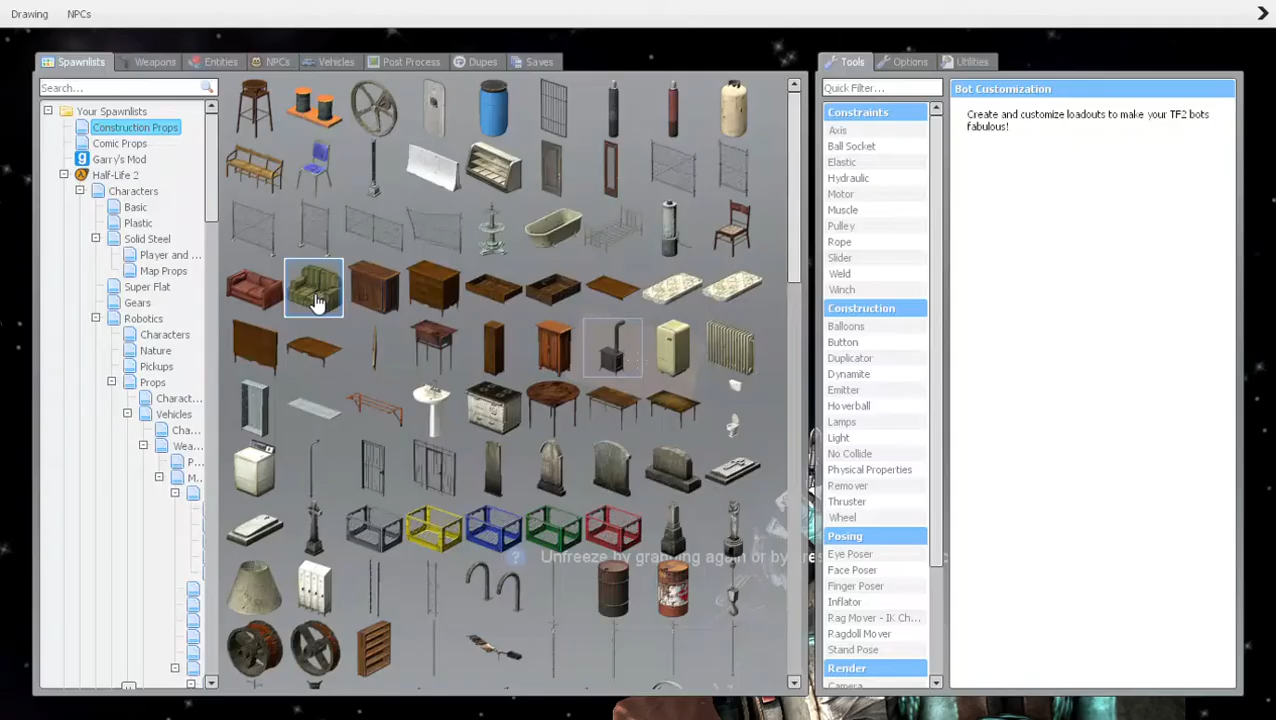 Drawing NPCs
Spawnlists Weapons Entities NPCs Vehicles Post Process Dupes Saves
Search...
Your Spawnlists
Construction Props
Comic Props
Garry's Mod
Half-Life 2
Characters
Basic
Plastic
Solid Steel
Player and ...
Map Props
Super Flat
Gears
Robotics
Characters
Nature
Pickups
Props
Charact...
Vehicles
Cha...
Wea...
P...
M...
Unfreeze by grabbing again or by
Tools Options Utilities
Quick Filter...
Constraints
Axis
Ball Socket
Elastic
Hydraulic
Motor
Muscle
Pulley
Rope
Slider
Weld
Winch
Construction
Balloons
Button
Duplicator
Dynamite
Emitter
Hoverball
Lamps
Light
No Collide
Physical Properties
Remover
Thruster
Wheel
Posing
Eye Poser
Face Poser
Finger Poser
Inflator
Rag Mover - IK Ch...
Ragdoll Mover
Stand Pose
Render
Camera
Bot Customization
Create and customize loadouts to make your TF2 bots
fabulous!